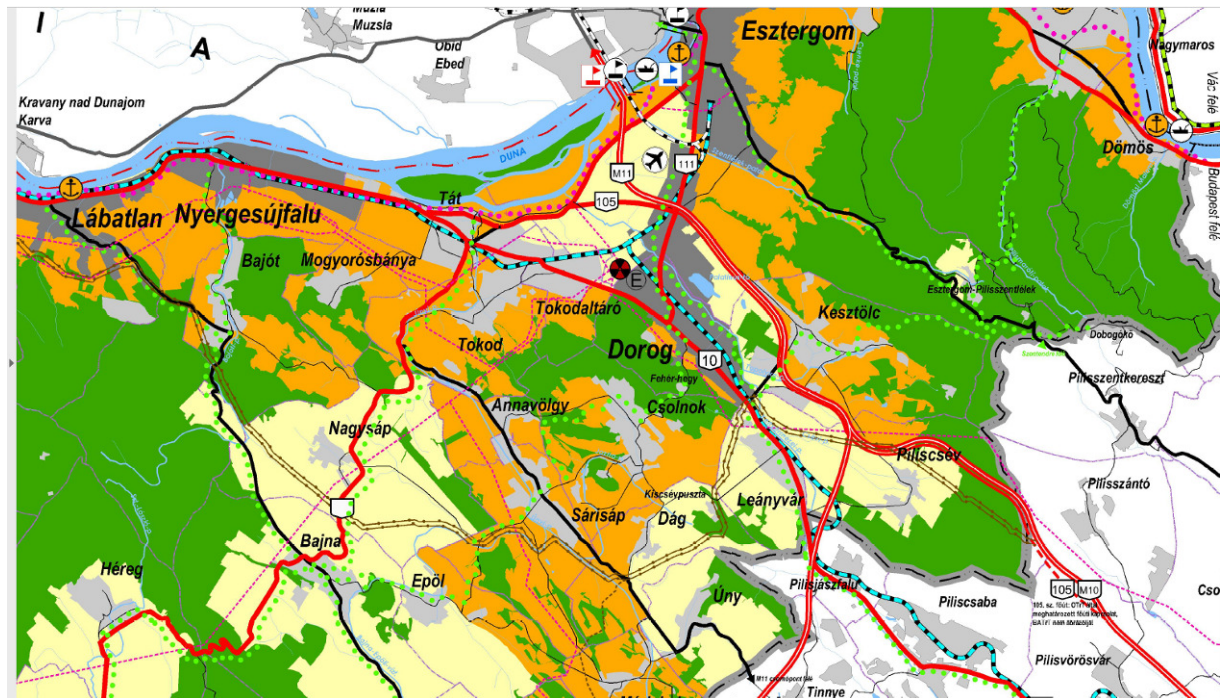 Muzla
Muzsla
I
A
Obid
Ebed
Esztergom
Nagymaros
Vác felé
Kravany nad Dunajom
Karva
DUNA
Dömös
Budapest felé
M11
111
105
Tát
Lábatlan
Nyergesújfalu
Bajót
Mogyorósbánya
E
Tokodaltáró
Esztergom-Pilisszentlélek
Kesztölc
Dobogókő
Tokod
Dorog
10
Pilisszentkereszt
Fehér-hegy
Annavölgy
Csolnok
Nagysáp
Piliscsév
Pilisszántó
Kiscsévpuszta
Leányvár
Sárisáp
Dág
Bajna
Héreg
Epöl
Úny
Pilisjászfalu
Piliscsaba
105
M10
Cso
Pilisvörösvár
Tinnye